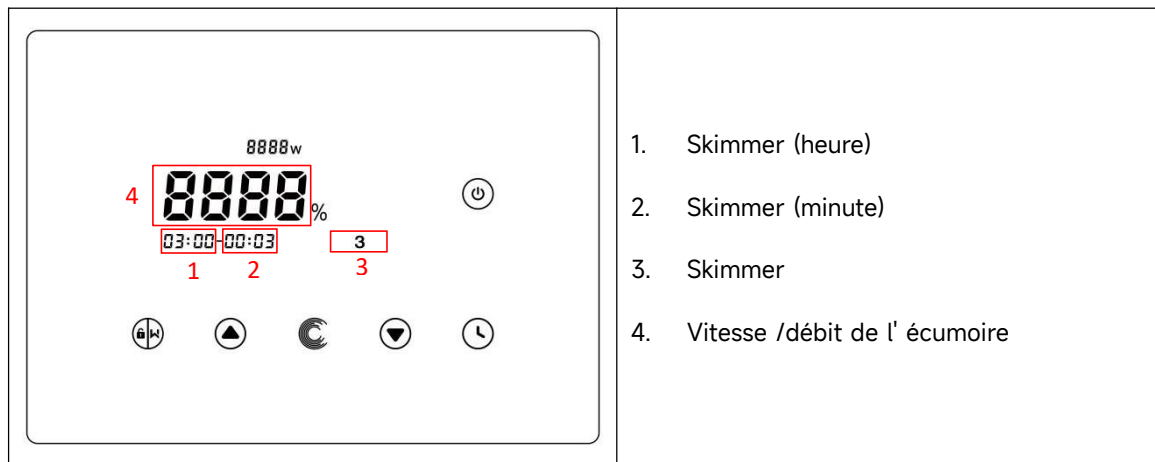 8888w
4
8888%
03:00-00:03
3
1
2
3
W
1. Skimmer (heure)
2. Skimmer (minute)
3. Skimmer
4. Vitesse /débit de l' écumoire